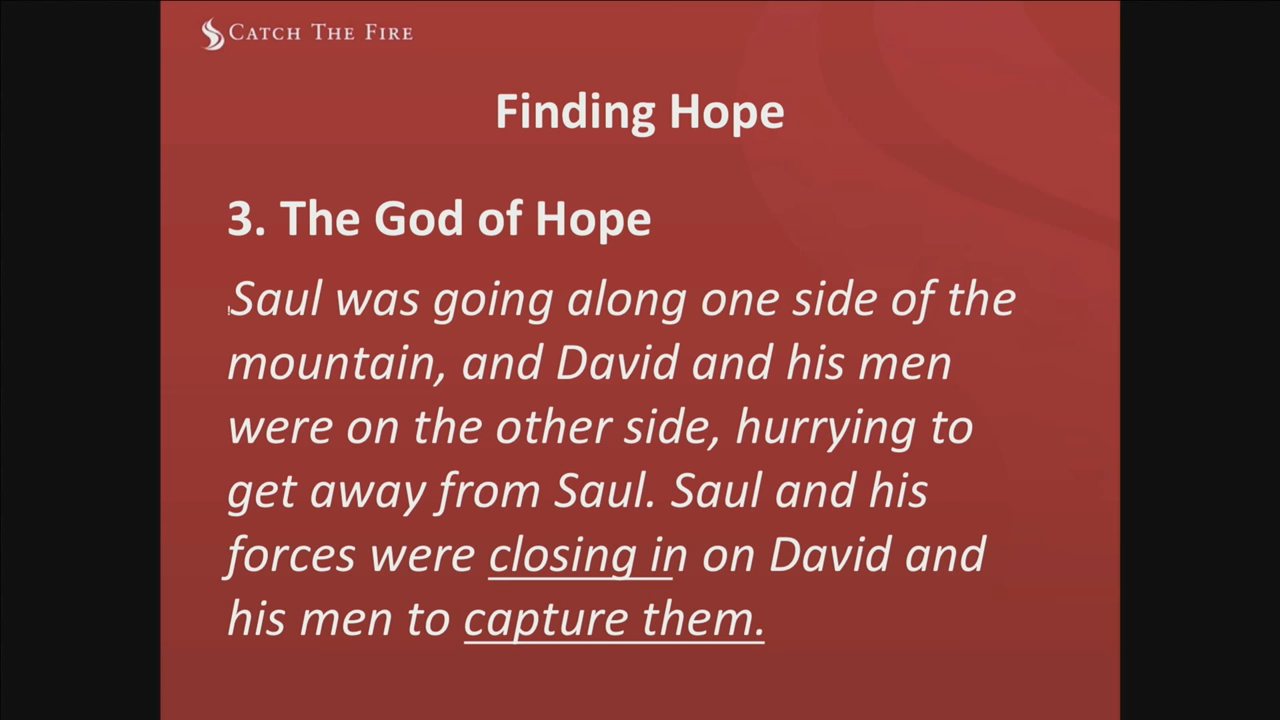 CATCH THE FIRE
Finding Hope
3. The God of Hope
Saul was going along one side of the
mountain, and David and his men
were on the other side, hurrying to
get away from Saul. Saul and his
forces were closing in on David and
his men to capture them.